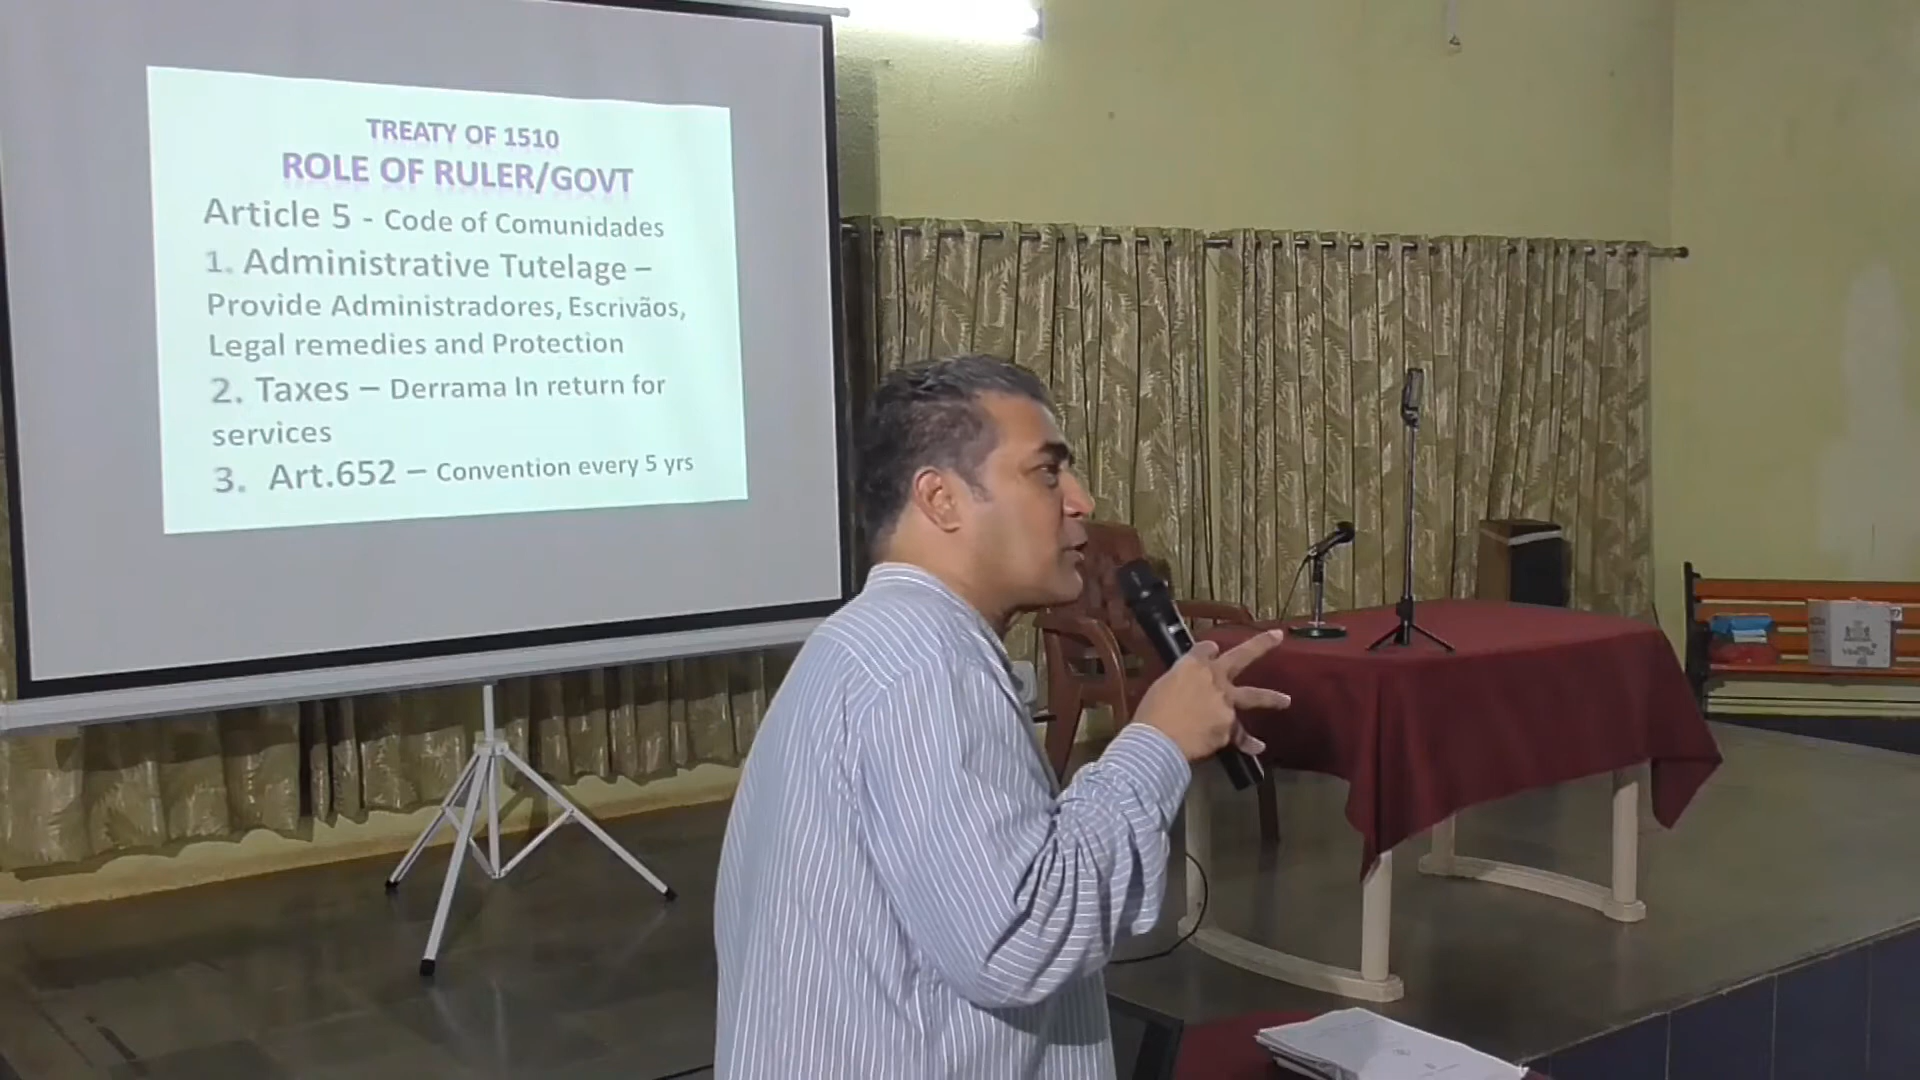 TREATY OF 1510
ROLE OF RULER/GOVT
Article 5 - Code of Comunidades
1. Administrative Tutelage –
Provide Administradores, Escrivãos,
Legal remedies and Protection
2. Taxes – Derrama In return for
services
3. Art.652 – Convention every 5 yrs